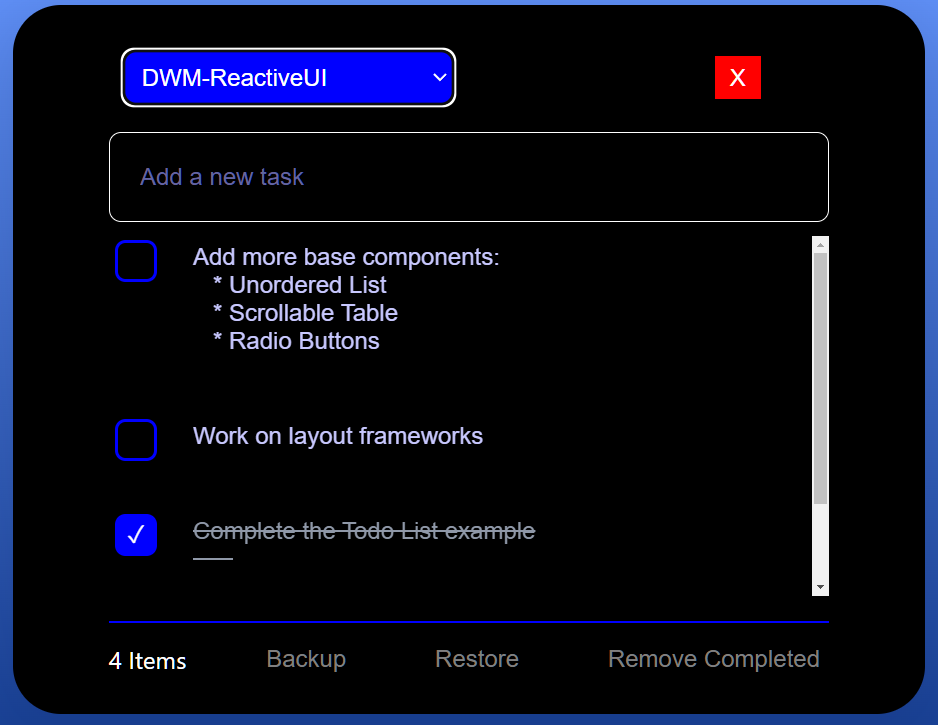 DWM-ReactiveUI
X
Add a new task
Add more base components:
* Unordered List
* Scrollable Table
* Radio Buttons
Work on layout frameworks
Complete the Todo List example
4 Items
Backup
Restore
Remove Completed